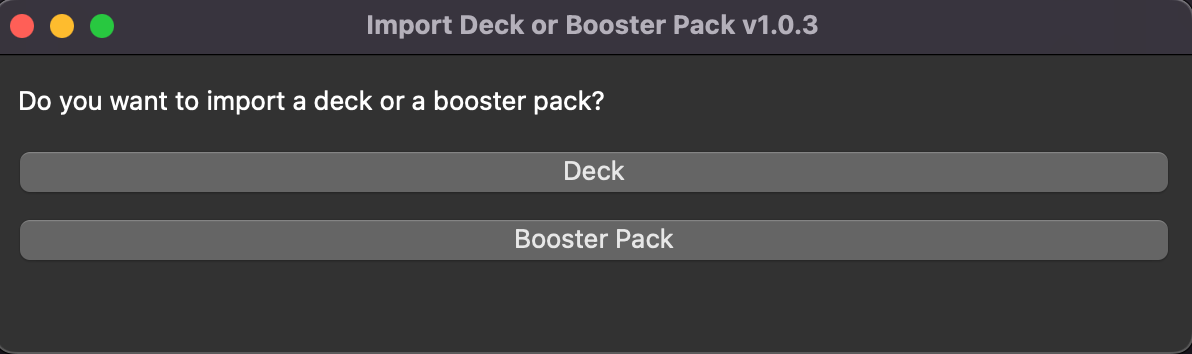 Import Deck or Booster Pack v1.0.3
Do you want to import a deck or a booster pack?
Deck
Booster Pack